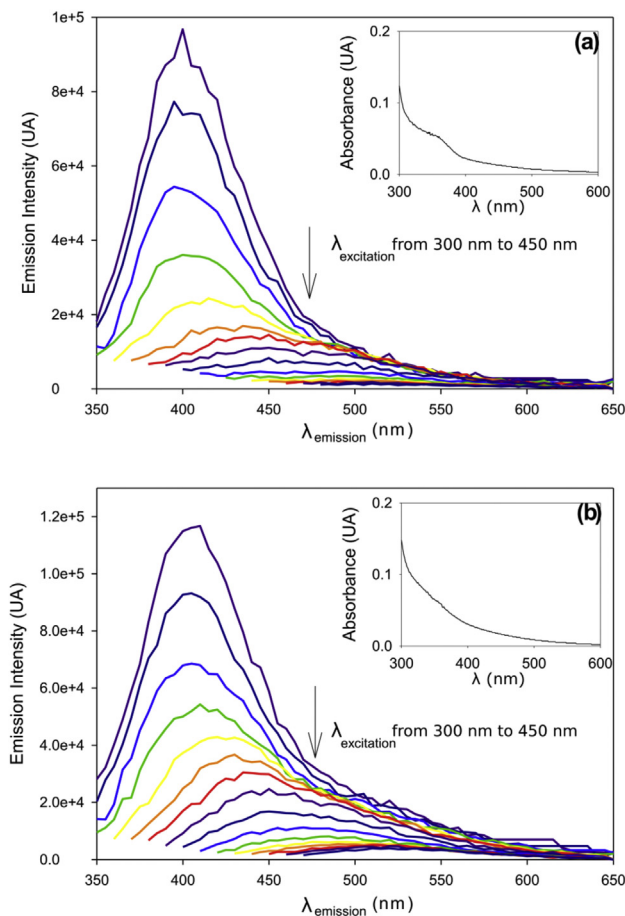 1e+5
8e+4
6e+4
4e+4
2e+4
0
Emission Intensity (UA)
350 400 450 500 550 600 650
λemission (nm)
(a)
0.2
0.1
0.0
Absorbance (UA)
300 400 500 600
λ (nm)
λexcitation from 300 nm to 450 nm
1.2e+5
1.0e+5
8.0e+4
6.0e+4
4.0e+4
2.0e+4
0.0
Emission Intensity (UA)
350 400 450 500 550 600 650
λemission (nm)
(b)
0.2
0.1
0.0
Absorbance (UA)
300 400 500 600
λ (nm)
λexcitation from 300 nm to 450 nm